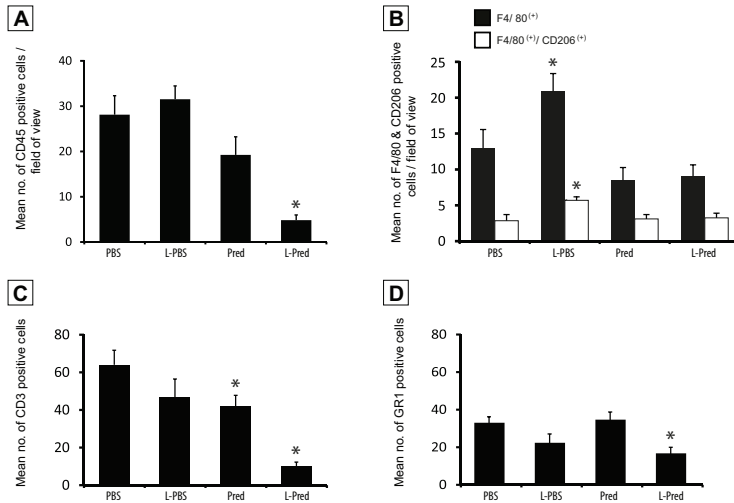 A
Mean no. of CD45 positive cells /
field of view
40
30
20
10
0
*
PBS
L-PBS
Pred
L-Pred
B
F4/ 80(+)
F4/80(+)/ CD206(+)
Mean no. of F4/80 & CD206 positive
cells / field of view
25
20
15
10
5
0
*
*
PBS
L-PBS
Pred
L-Pred
C
Mean no. of CD3 positive cells
80
60
40
20
0
*
*
PBS
L-PBS
Pred
L-Pred
D
Mean no. of GR1 positive cells
80
60
40
20
0
*
PBS
L-PBS
Pred
L-Pred